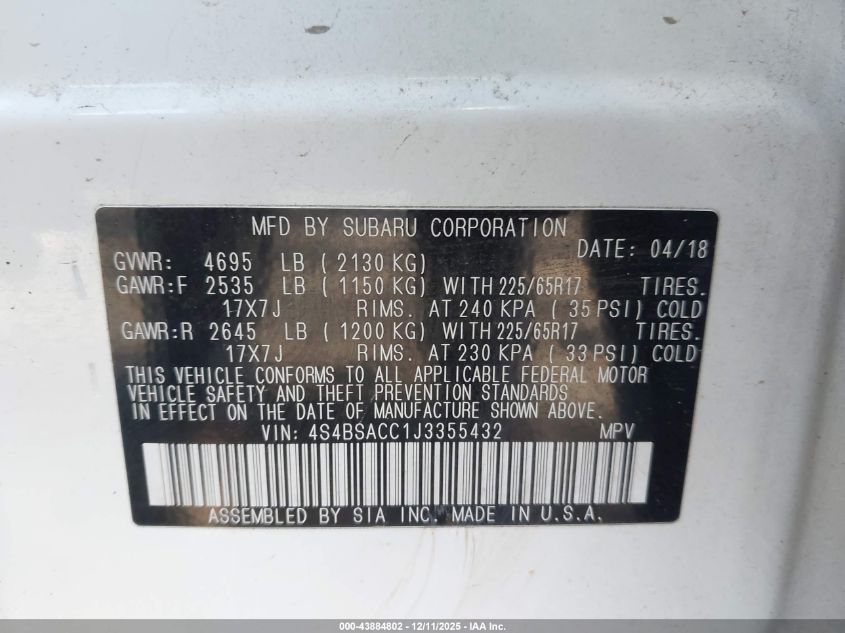 MFD BY SUBARU CORPORATION
DATE: 04/18
GVWR: 4695 LB ( 2130 KG)
GAWR:F 2535 LB ( 1150 KG) WITH 225/65R17 TIRES.
17X7J RIMS. AT 240 KPA ( 35 PSI) COLD
GAWR:R 2645 LB ( 1200 KG) WITH 225/65R17 TIRES.
17X7J RIMS. AT 230 KPA ( 33 PSI) COLD
THIS VEHICLE CONFORMS TO ALL APPLICABLE FEDERAL MOTOR
VEHICLE SAFETY AND THEFT PREVENTION STANDARDS
IN EFFECT ON THE DATE OF MANUFACTURE SHOWN ABOVE.
VIN: 4S4BSACC1J3355432 MPV
ASSEMBLED BY SIA INC. MADE IN U.S.A.
000-43884802 - 12/11/2025 - IAA Inc.